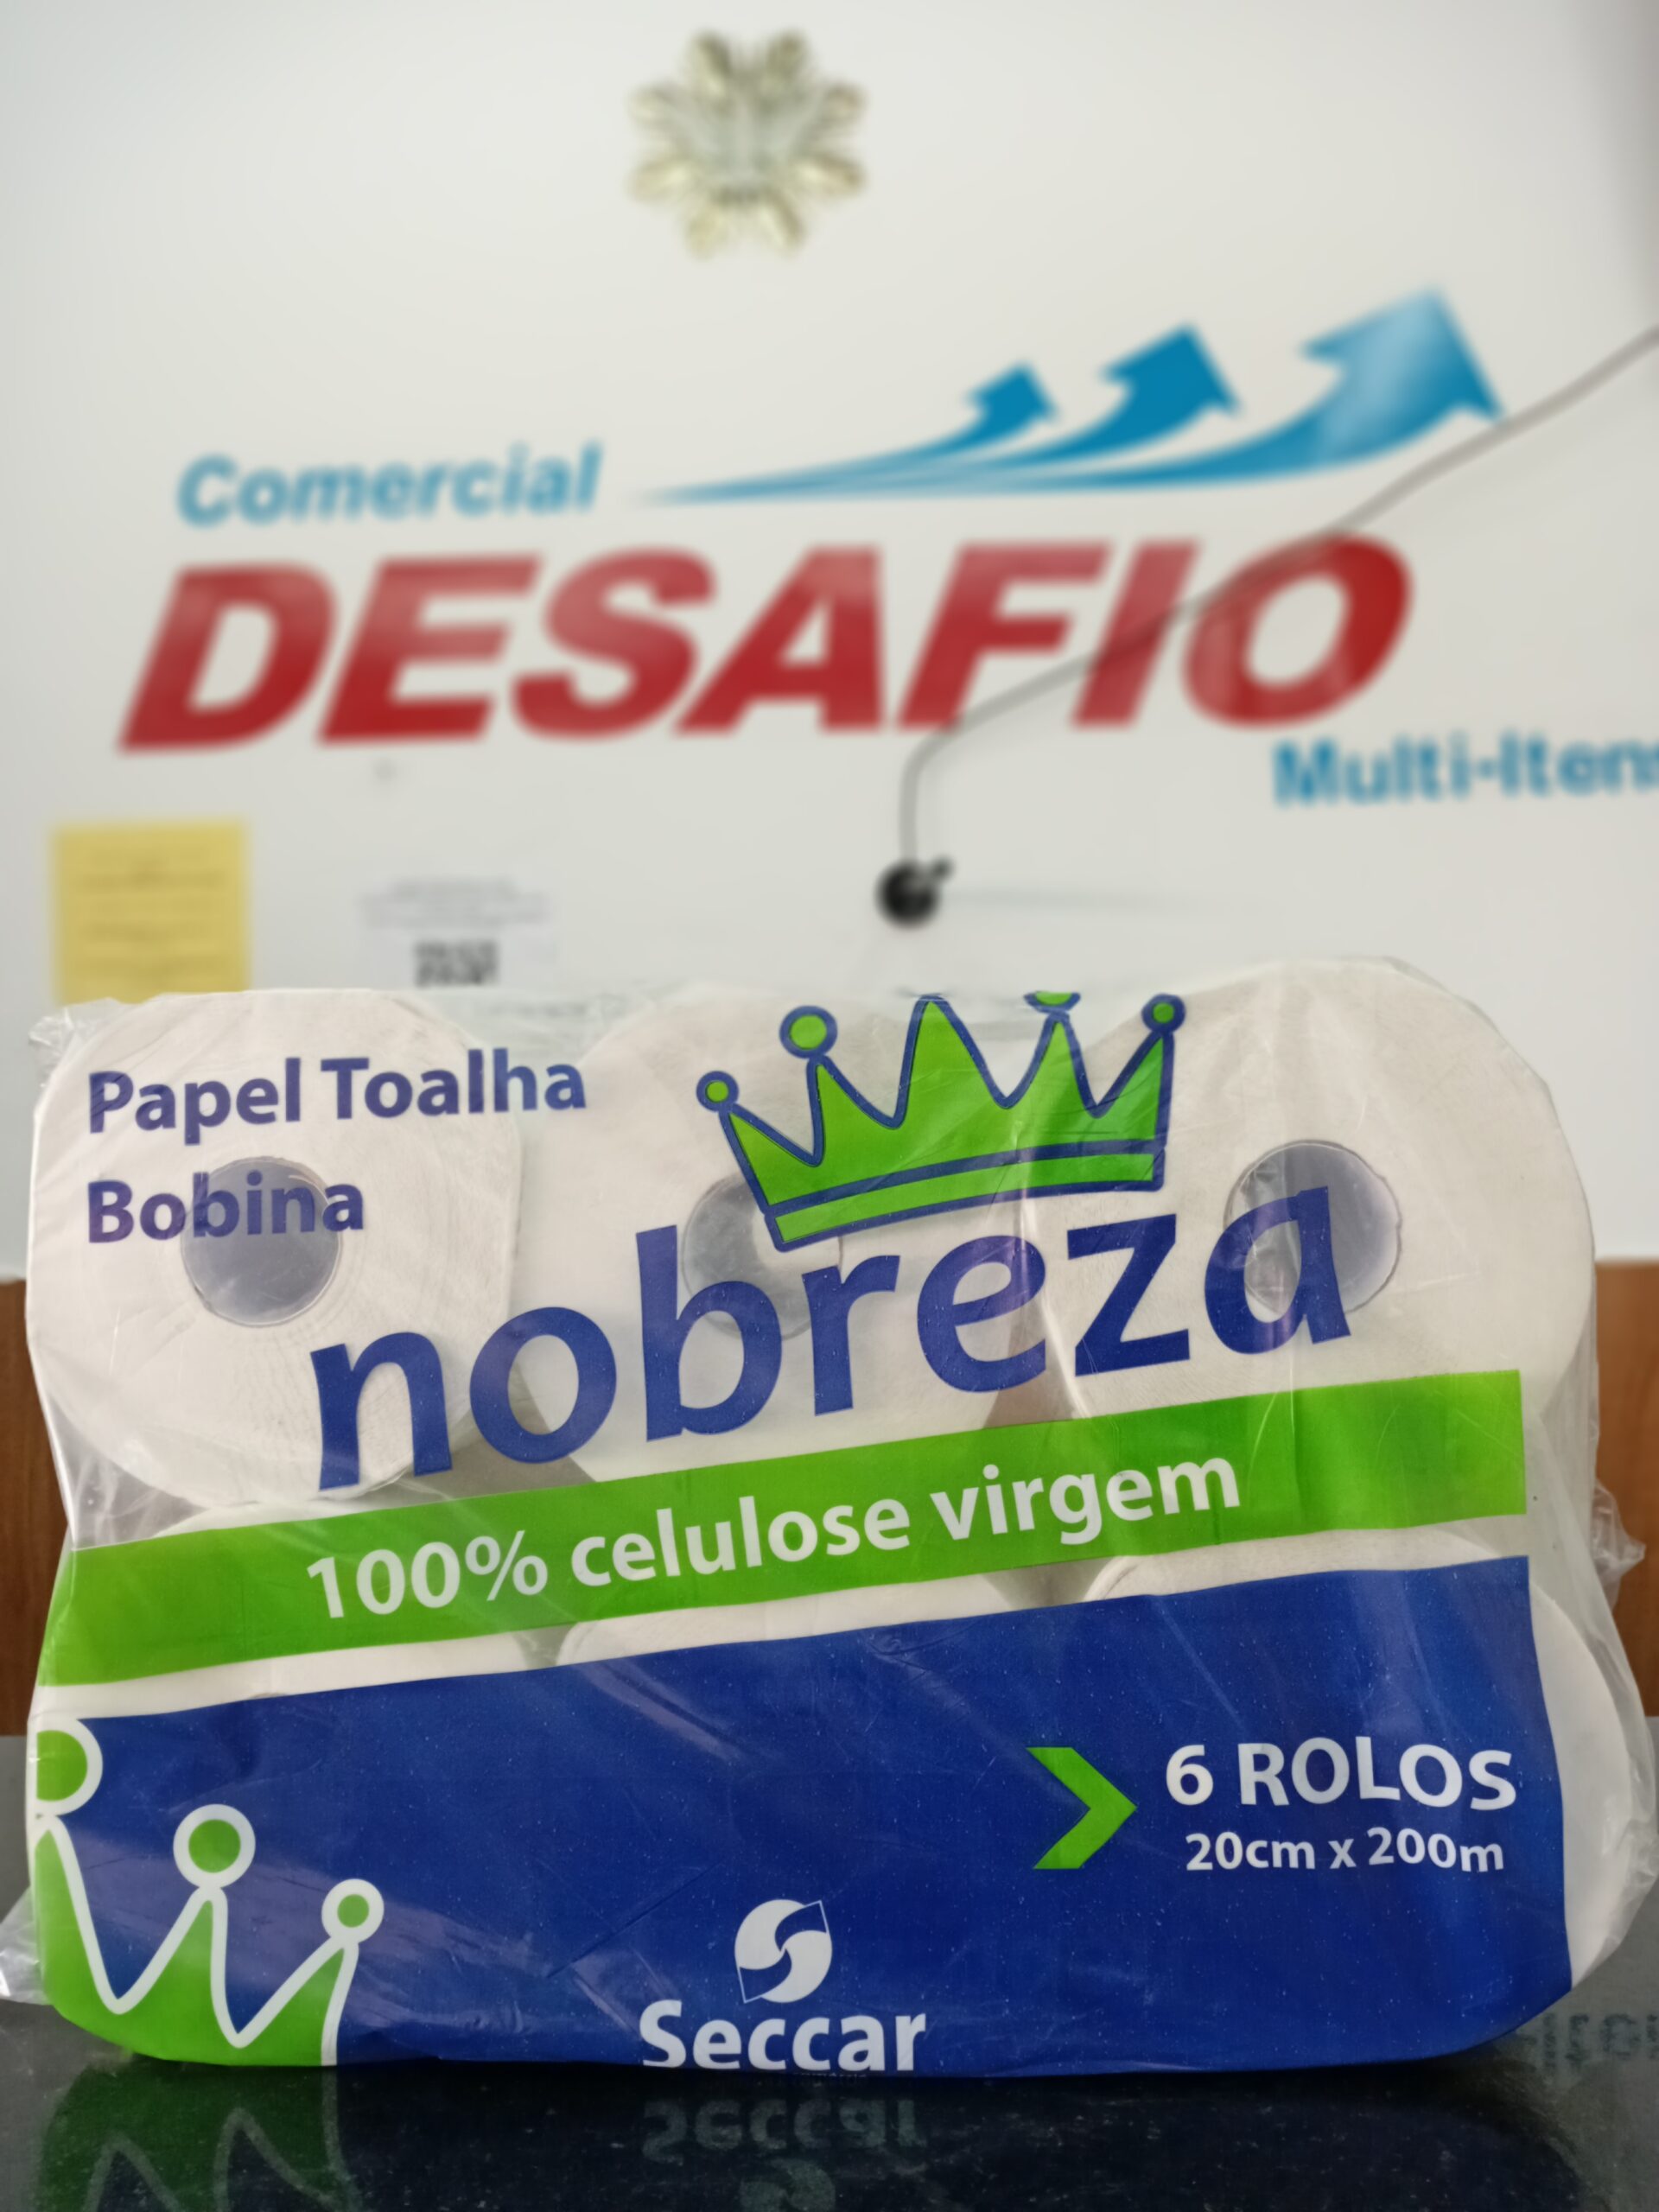 Comercial
DESAFIO
Papel Toalha
Bobina
nobreza
100% celulose virgem
6 ROLOS
20cm x 200m
Seccar